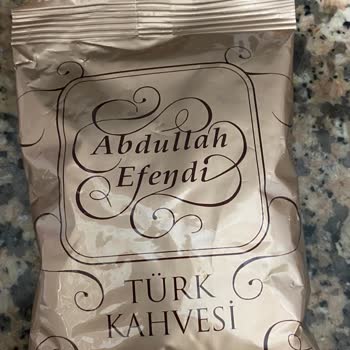 Abdullah
Efendi
TÜRK
KAHVESİ